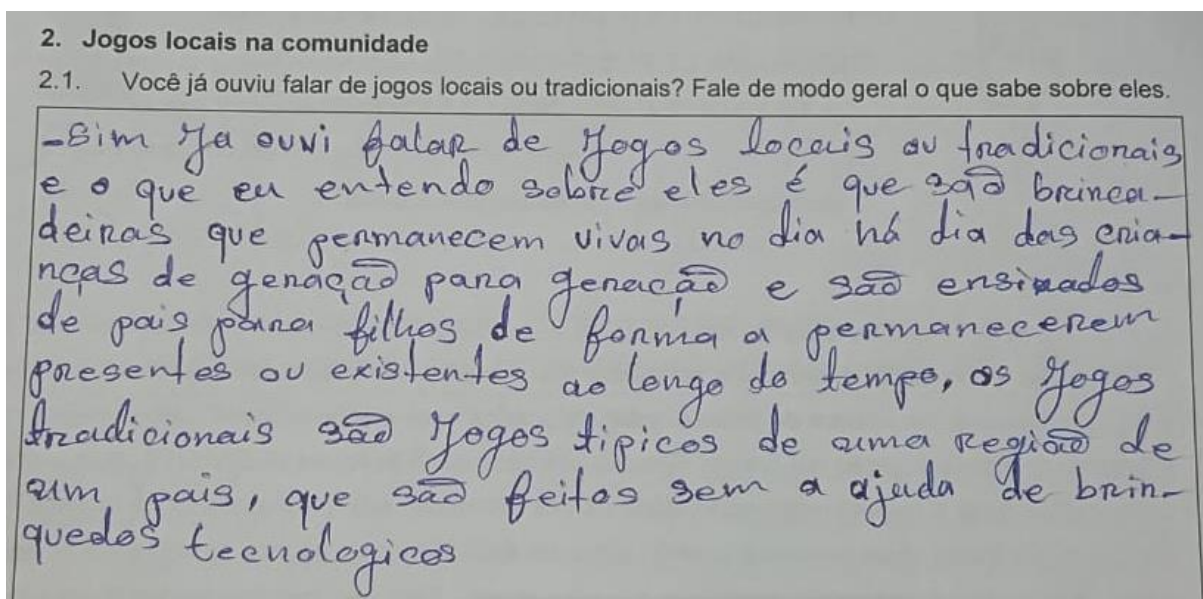 2. Jogos locais na comunidade
2.1. Você já ouviu falar de jogos locais ou tradicionais? Fale de modo geral o que sabe sobre eles.
-Sim Ja ouvi falar de Jogos locais ou tradicionais
e o que eu entendo sobre eles é que são brinca-
deiras que permanecem vivas no dia há dia das cria-
nças de geração para geração e são ensinados
de pais para filhos de forma a permanecerem
presentes ou existentes ao longo do tempo, os Jogos
tradicionais são Jogos tipicos de uma região de
um pais, que são feitos sem a ajuda de brin-
quedos tecnologicos